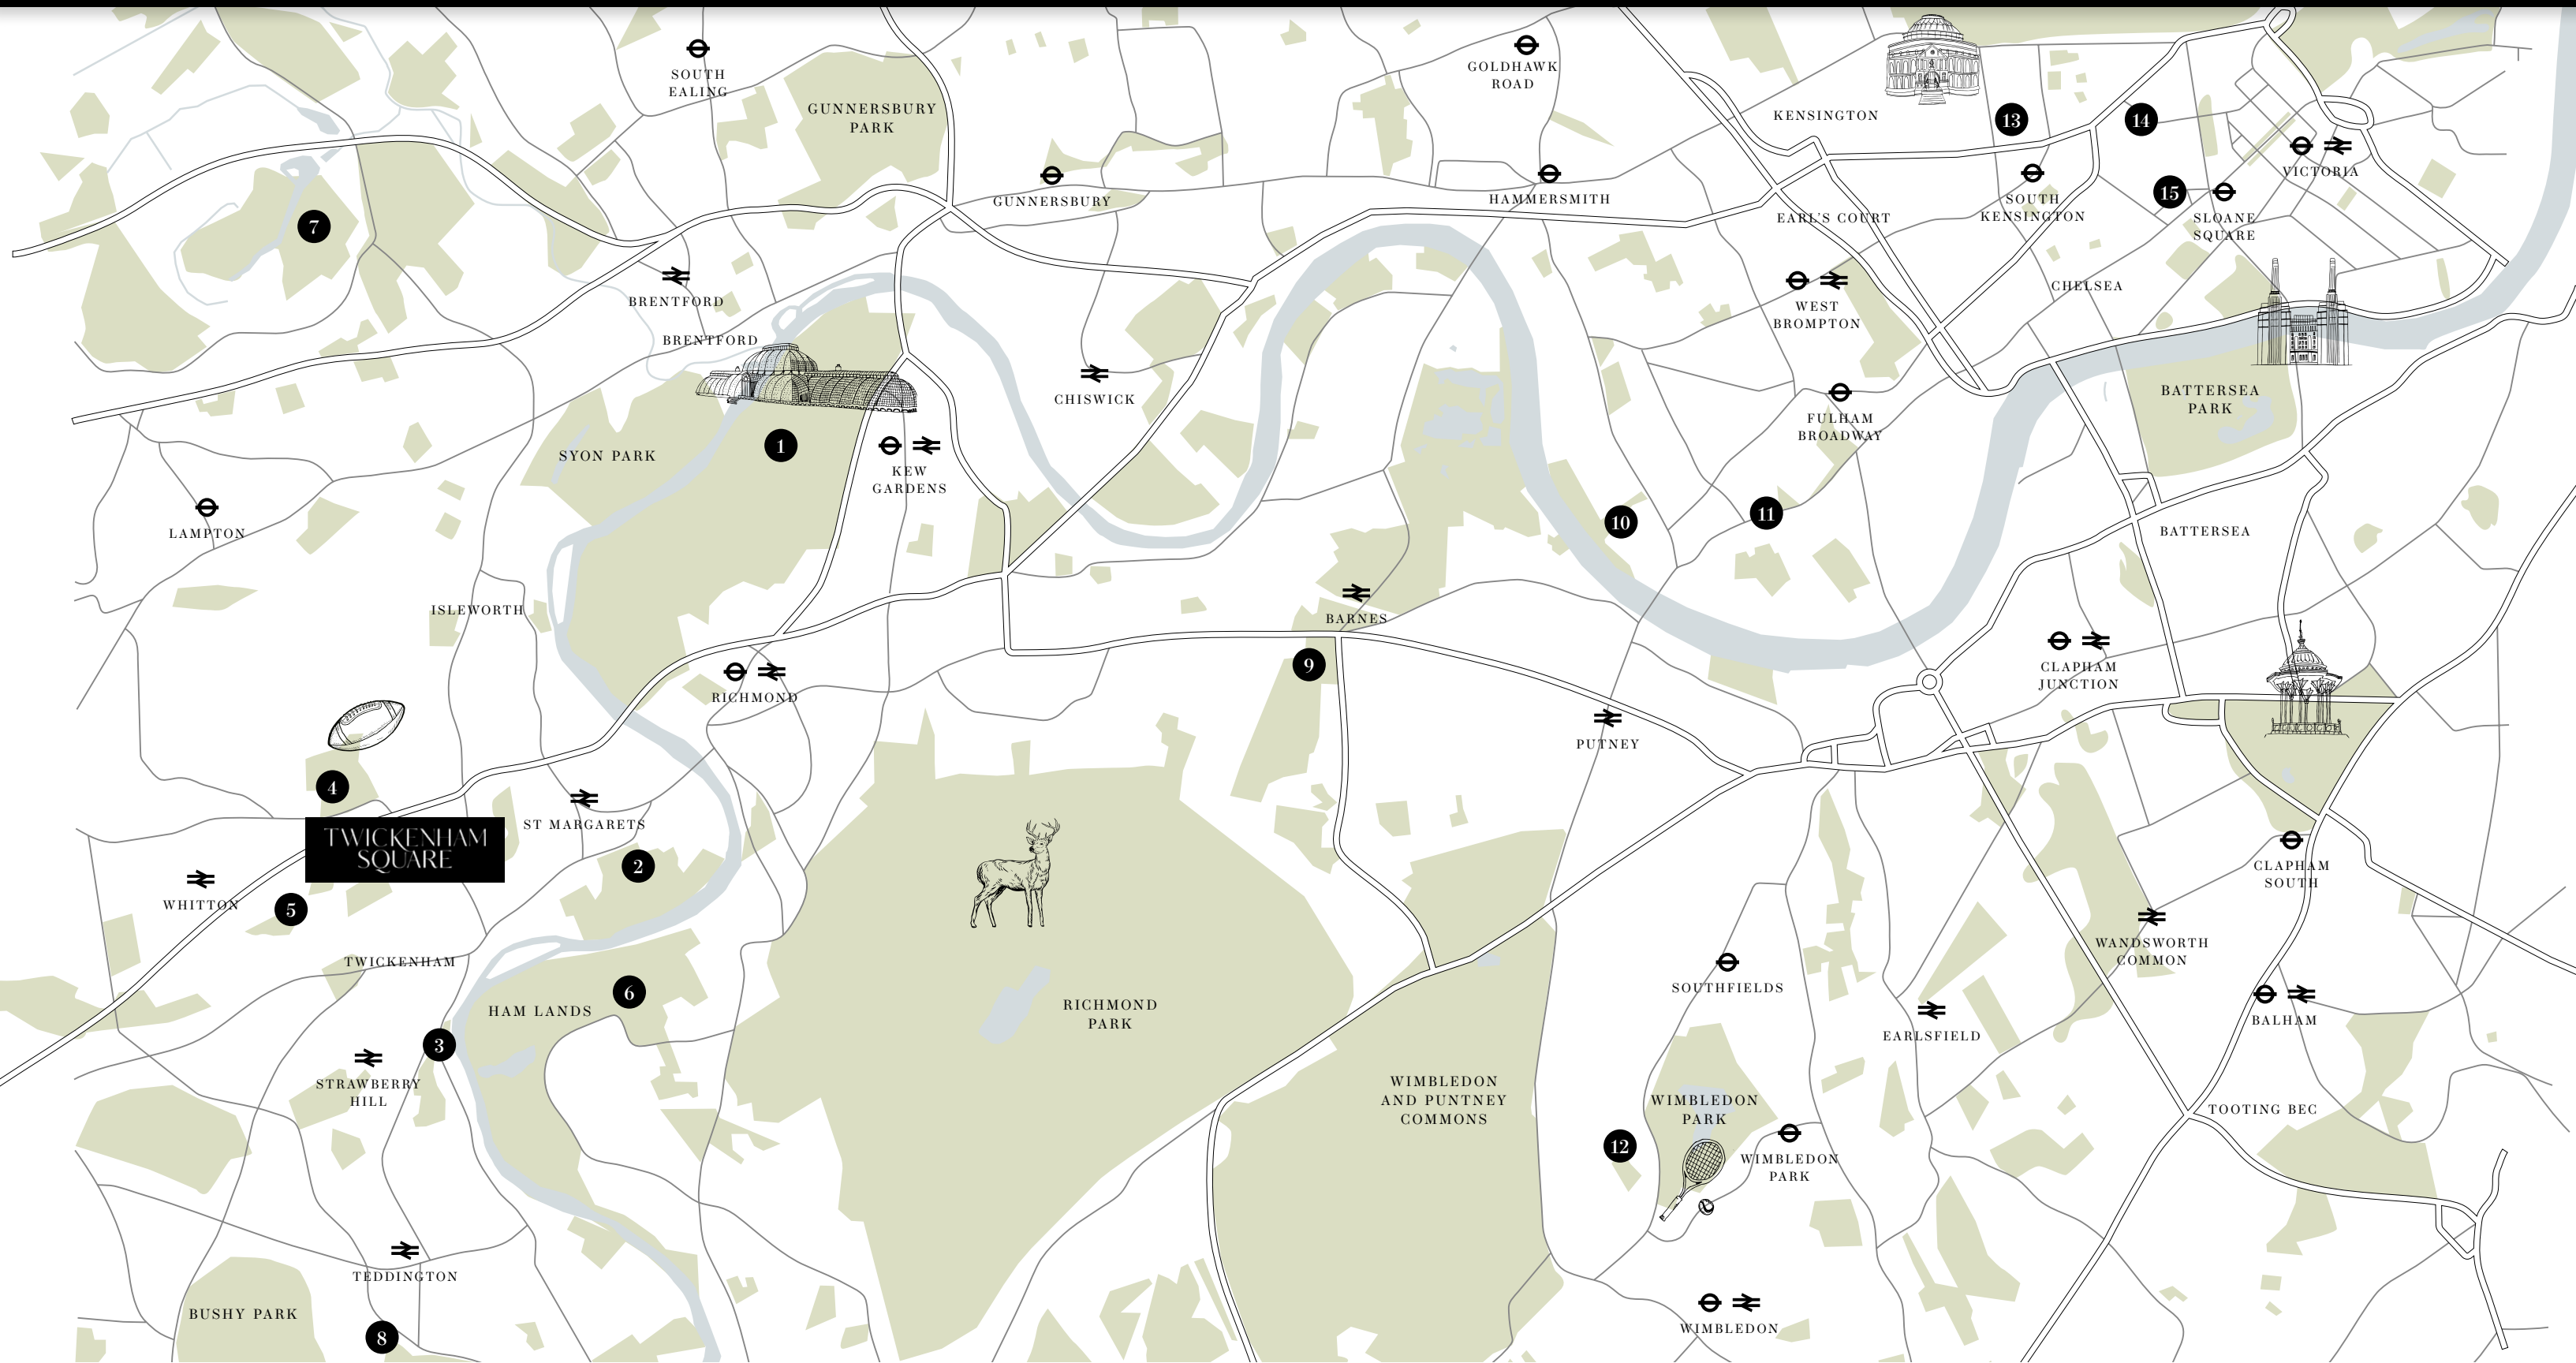 SOUTH
EALING
GOLDHAWK
ROAD
GUNNERSBURY
PARK
KENSINGTON
13
14
VICTORIA
GUNNERSBURY
HAMMERSMITH
SOUTH
KENSINGTON
15
SLOANE
SQUARE
EARL'S COURT
7
BRENTFORD
BRENTFORD
WEST
BROMPTON
CHELSEA
CHISWICK
BATTERSEA
PARK
FULHAM
BROADWAY
SYON PARK
1
KEW
GARDENS
LAMPTON
10
11
BATTERSEA
ISLEWORTH
BARNES
9
RICHMOND
CLAPHAM
JUNCTION
PUTNEY
4
TWICKENHAM
SQUARE
ST MARGARETS
2
WHITTON
5
CLAPHAM
SOUTH
TWICKENHAM
WANDSWORTH
COMMON
6
HAM LANDS
RICHMOND
PARK
SOUTHFIELDS
EARLSFIELD
BALHAM
3
STRAWBERRY
HILL
WIMBLEDON
AND PUNTNEY
COMMONS
WIMBLEDON
PARK
TOOTING BEC
12
WIMBLEDON
PARK
TEDDINGTON
BUSHY PARK
8
WIMBLEDON